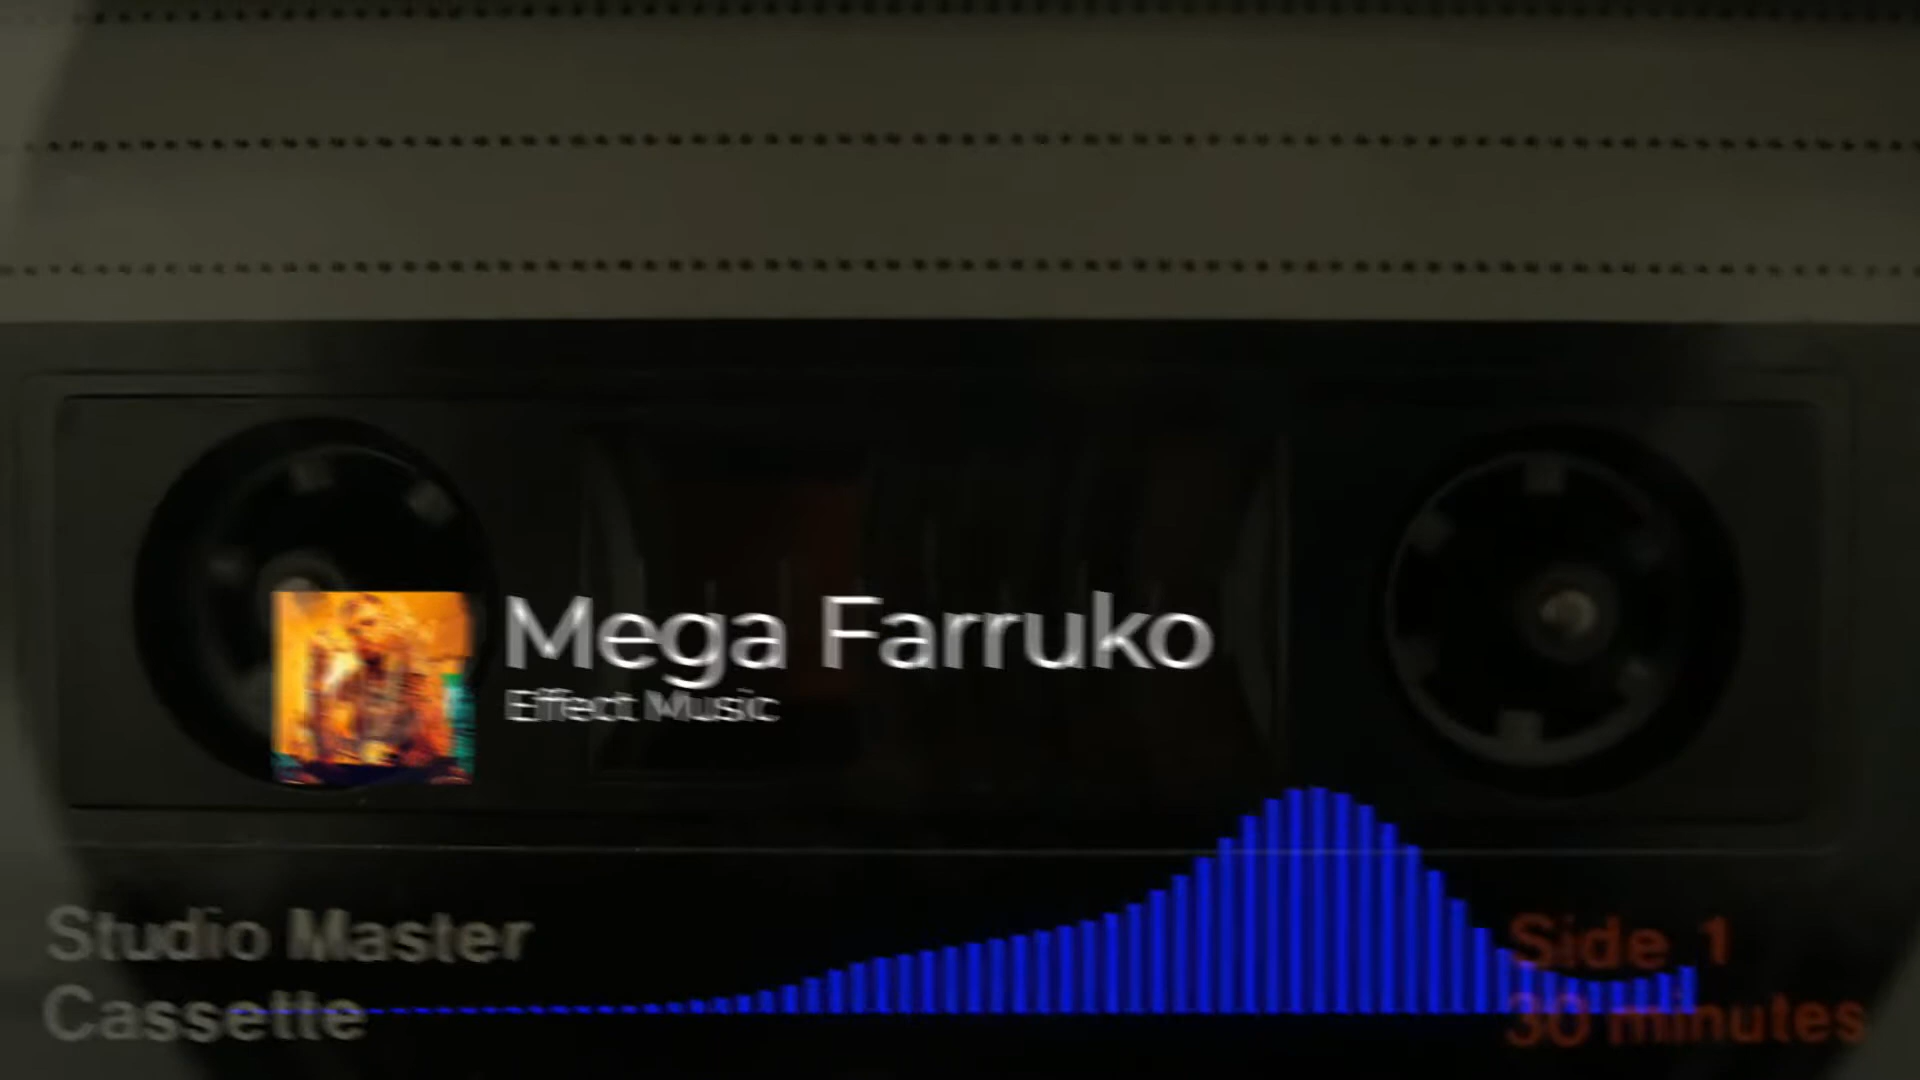 Mega Farruko
Effect Music
Studio Master
Cassette
Side 1
30 minutes